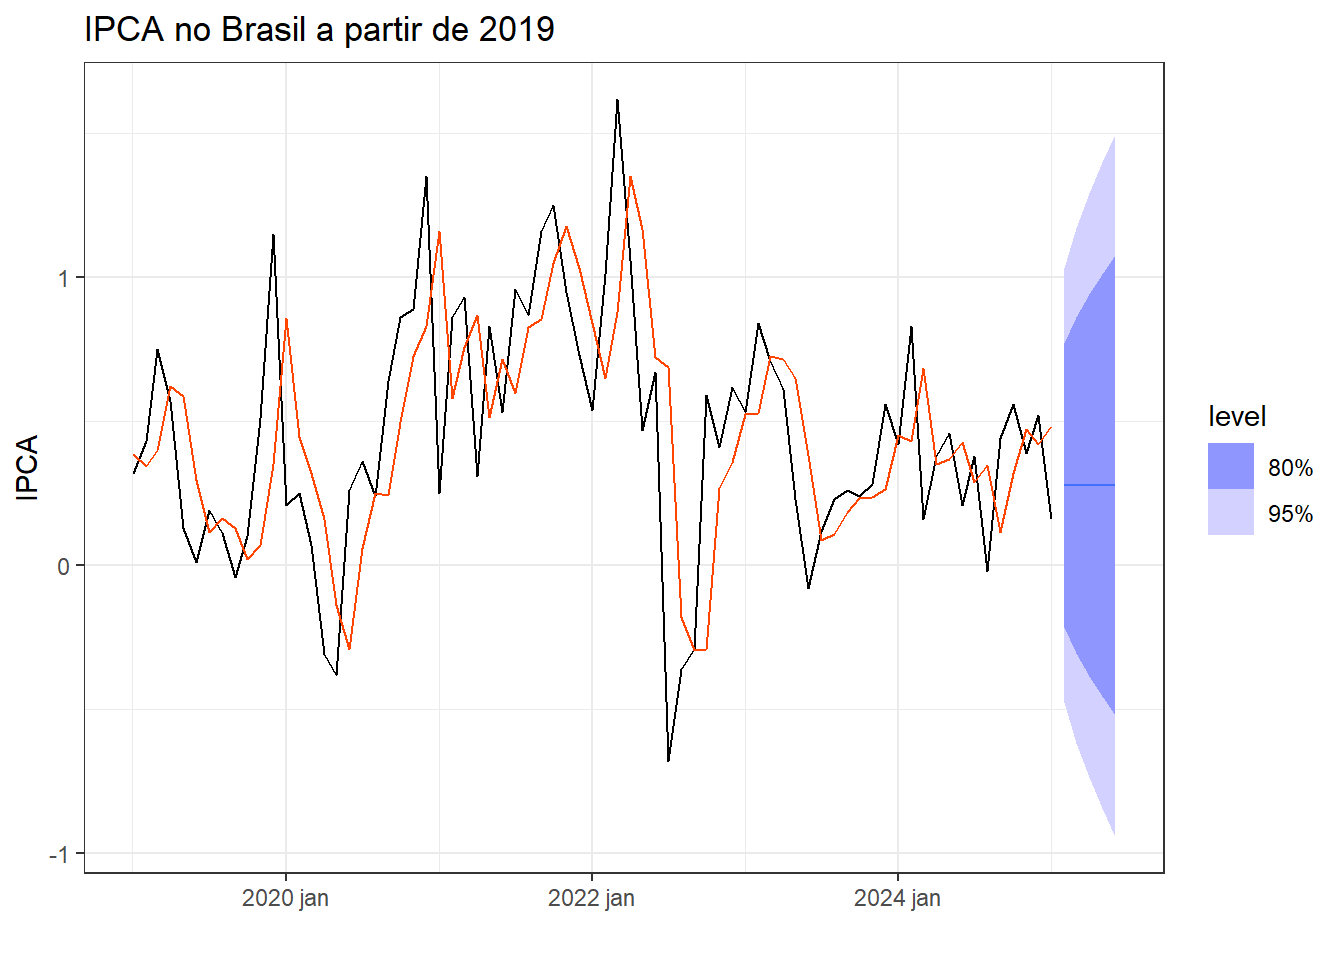 IPCA no Brasil a partir de 2019
IPCA
1
0
-1
2020 jan
2022 jan
2024 jan
level
80%
95%